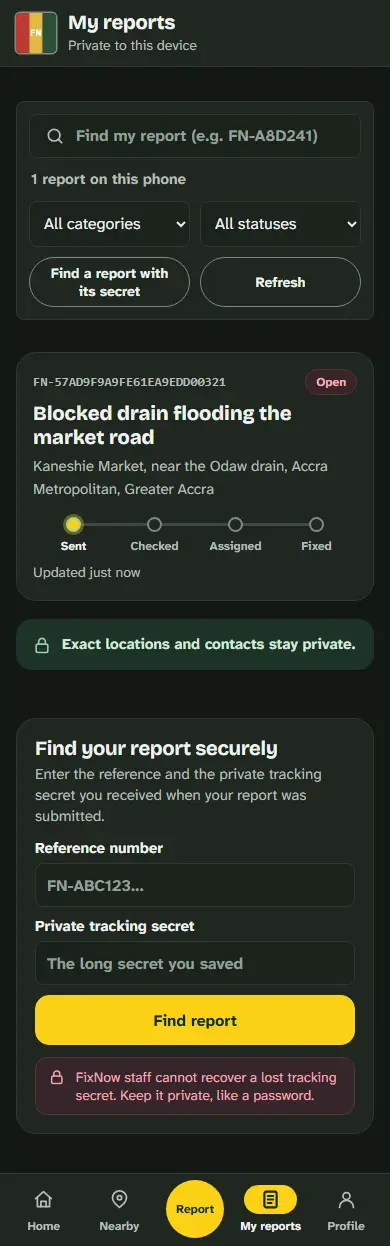 FN
My reports
Private to this device
Find my report (e.g. FN-A8D241)
1 report on this phone
All categories
All statuses
Find a report with
its secret
Refresh
FN-57AD9F9A9FE61EA9EDD00321
Open
Blocked drain flooding the
market road
Kaneshie Market, near the Odaw drain, Accra
Metropolitan, Greater Accra
Sent
Checked
Assigned
Fixed
Updated just now
Exact locations and contacts stay private.
Find your report securely
Enter the reference and the private tracking
secret you received when your report was
submitted.
Reference number
FN-ABC123...
Private tracking secret
The long secret you saved
Find report
FixNow staff cannot recover a lost tracking
secret. Keep it private, like a password.
Home
Nearby
Report
My reports
Profile